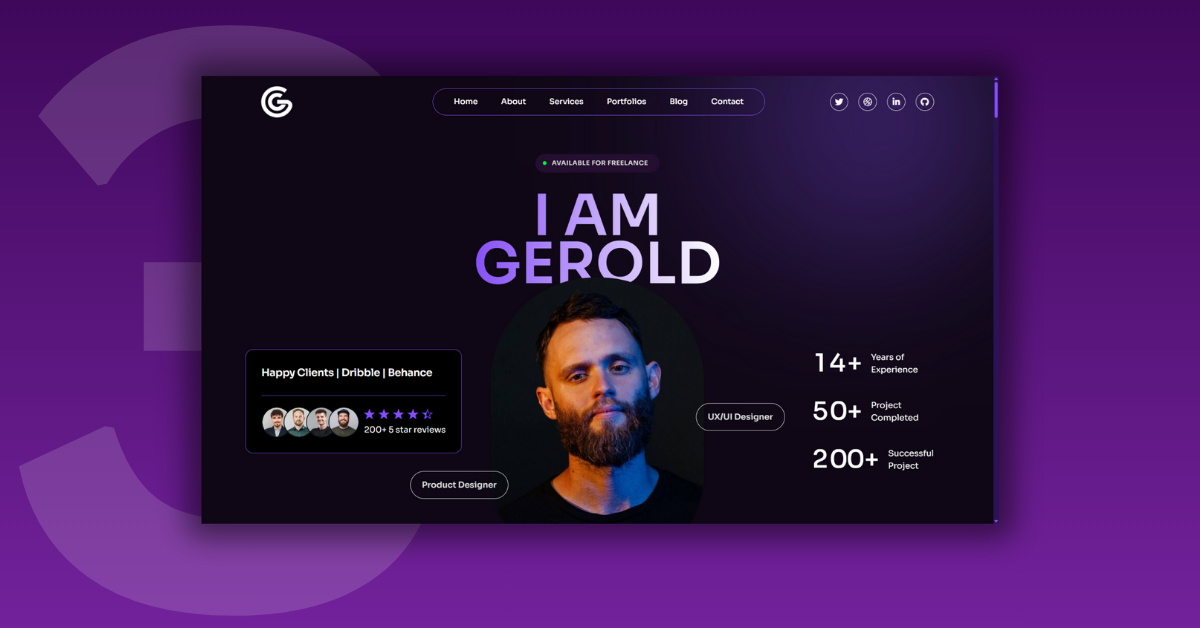 Home About Services Portfolios Blog Contact
AVAILABLE FOR FREELANCE
I AM
GEROLD
Happy Clients | Dribble | Behance
200+ 5 star reviews
Product Designer
UX/UI Designer
14+ Years of
Experience
50+ Project
Completed
200+ Successful
Project